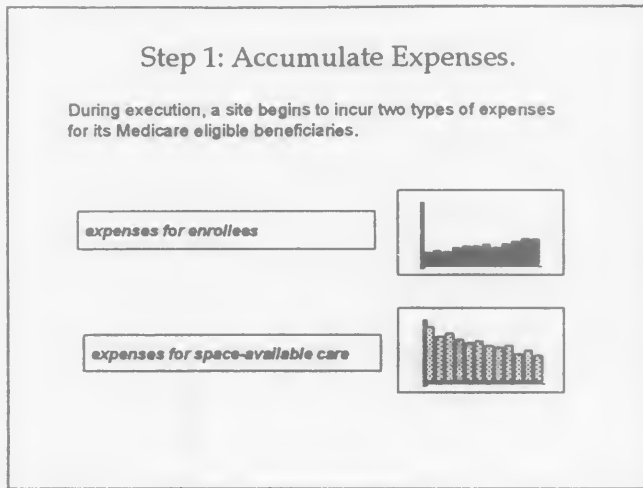 Step 1: Accumulate Expenses.
During execution, a site begins to incur two types of expenses
for its Medicare eligible beneficiaries.
expenses for enrollees
expenses for space-available care